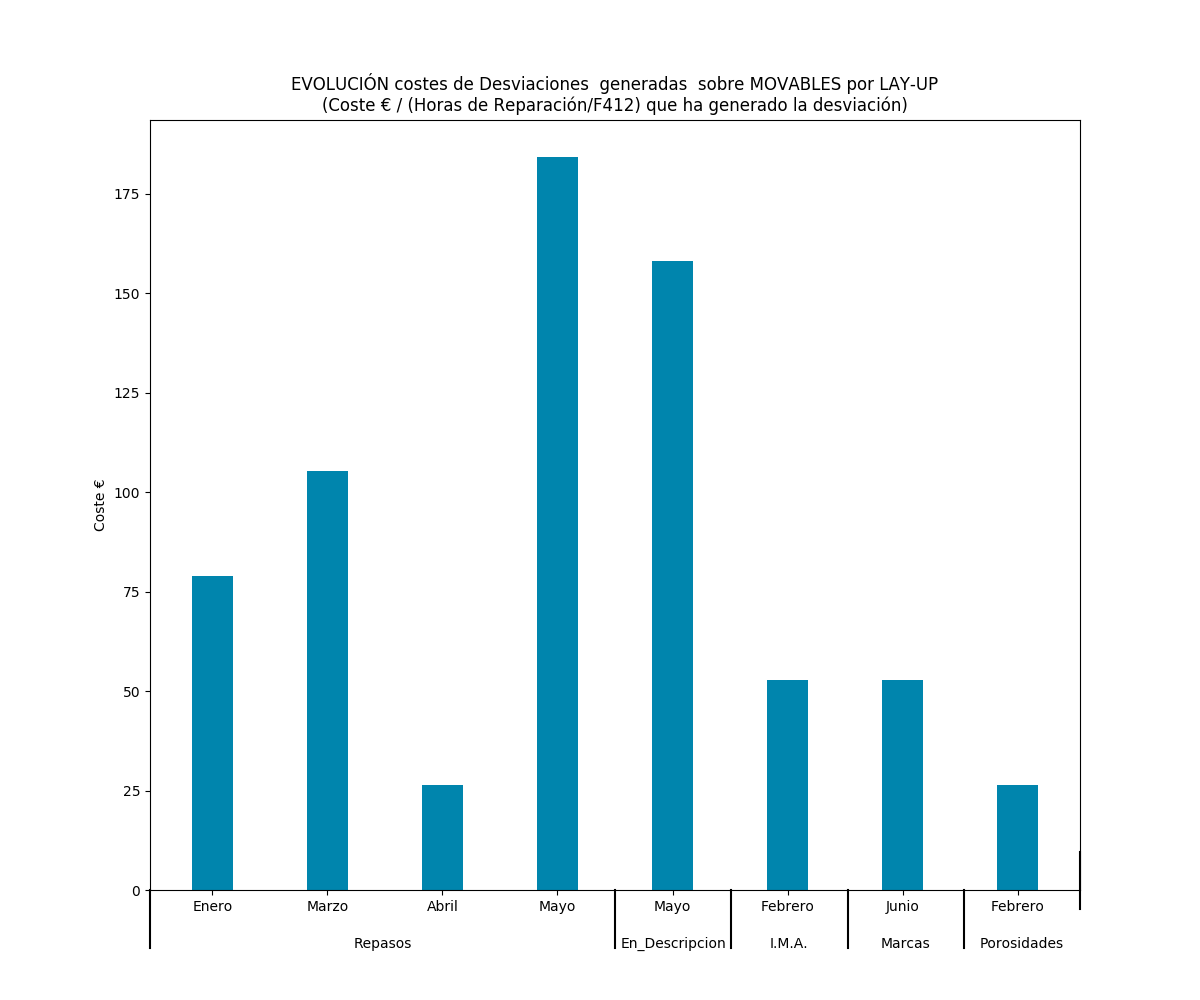 EVOLUCIÓN costes de Desviaciones  generadas  sobre MOVABLES por LAY-UP
(Coste € / (Horas de Reparación/F412) que ha generado la desviación)
Coste €
175
150
125
100
75
50
25
0
Enero Marzo Abril Mayo Mayo Febrero Junio Febrero
Repasos En_Descripcion I.M.A. Marcas Porosidades